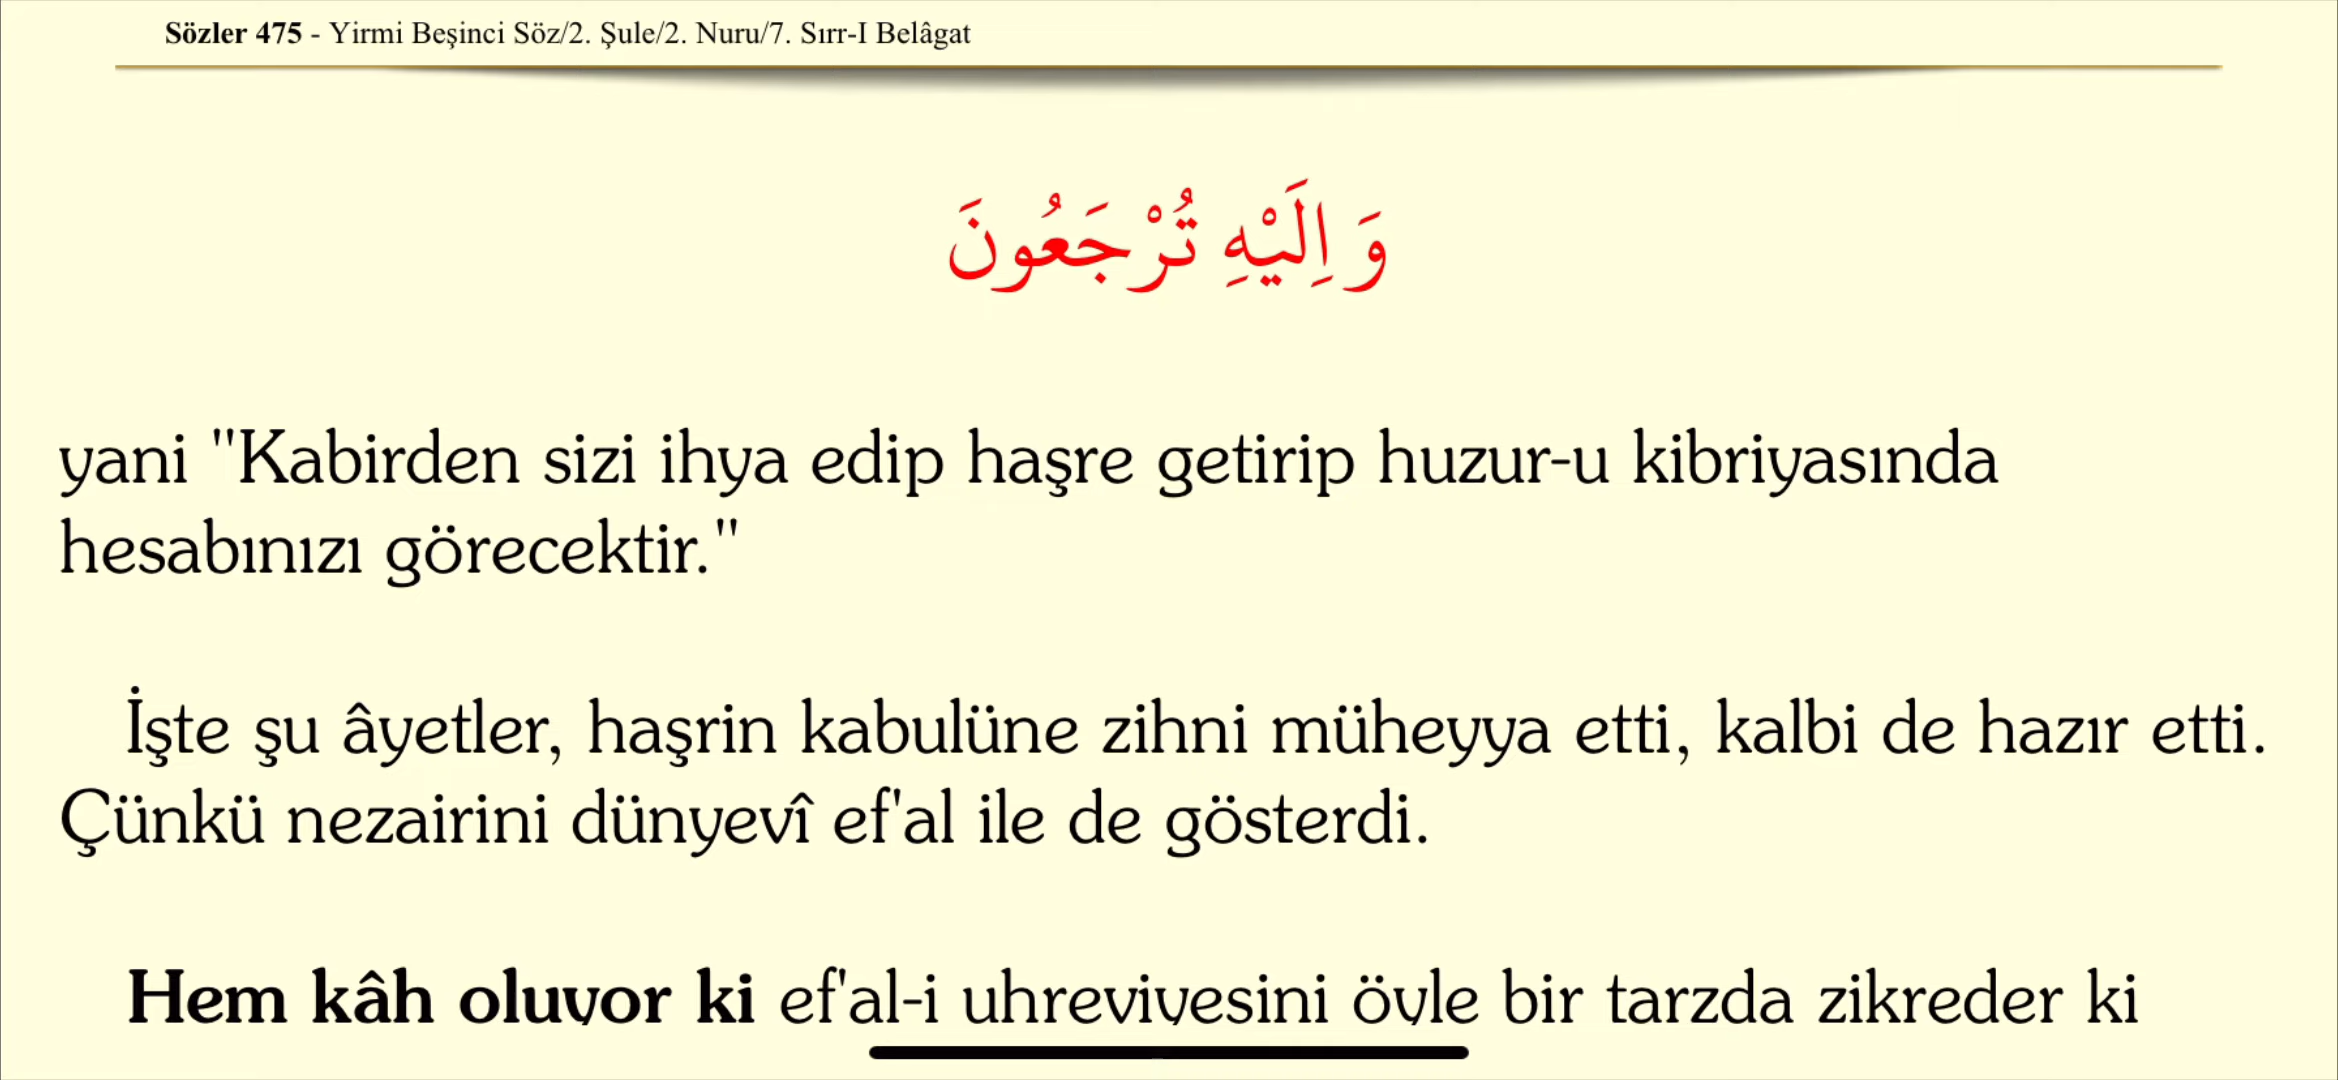 Sözler 475 - Yirmi Beşinci Söz/2. Şule/2. Nuru/7. Sırr-I Belâgat
وَ اِلَيْهِ تُرْجَعُونَ
yani "Kabirden sizi ihya edip haşre getirip huzur-u kibriyasında
hesabınızı görecektir."
İşte şu âyetler, haşrin kabulüne zihni müheyya etti, kalbi de hazır etti.
Çünkü nezairini dünyevî ef'al ile de gösterdi.
Hem kâh oluyor ki ef'al-i uhreviyesini öyle bir tarzda zikreder ki